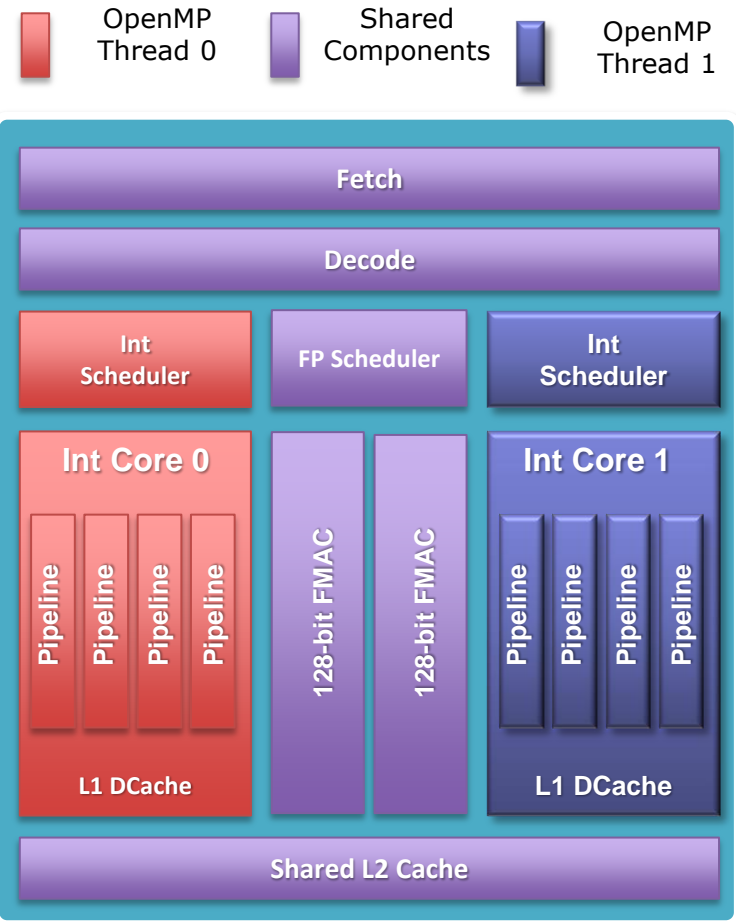 OpenMP
Thread 0
Shared
Components
OpenMP
Thread 1
Fetch
Decode
Int
Scheduler
FP Scheduler
Int
Scheduler
Int Core 0
Pipeline
Pipeline
Pipeline
Pipeline
L1 DCache
128-bit FMAC
128-bit FMAC
Int Core 1
Pipeline
Pipeline
Pipeline
Pipeline
L1 DCache
Shared L2 Cache